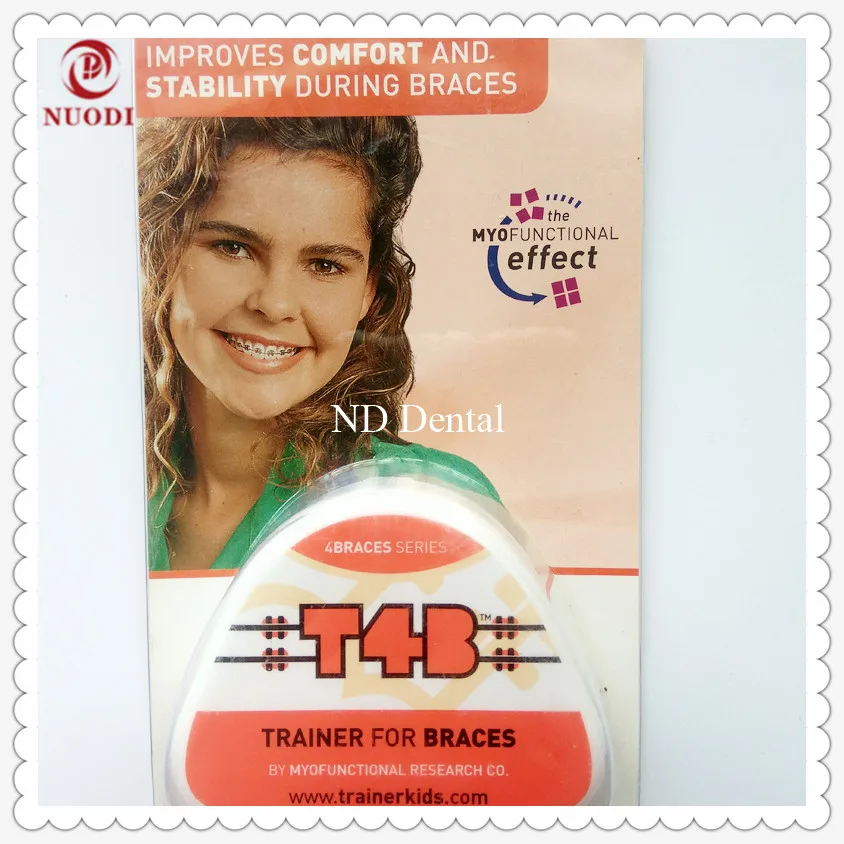 NUODI
IMPROVES COMFORT AND
STABILITY DURING BRACES
the
MYOFUNCTIONAL
effect
ND Dental
4BRACES SERIES
T4B™
TRAINER FOR BRACES
BY MYOFUNCTIONAL RESEARCH CO.
www.trainerkids.com